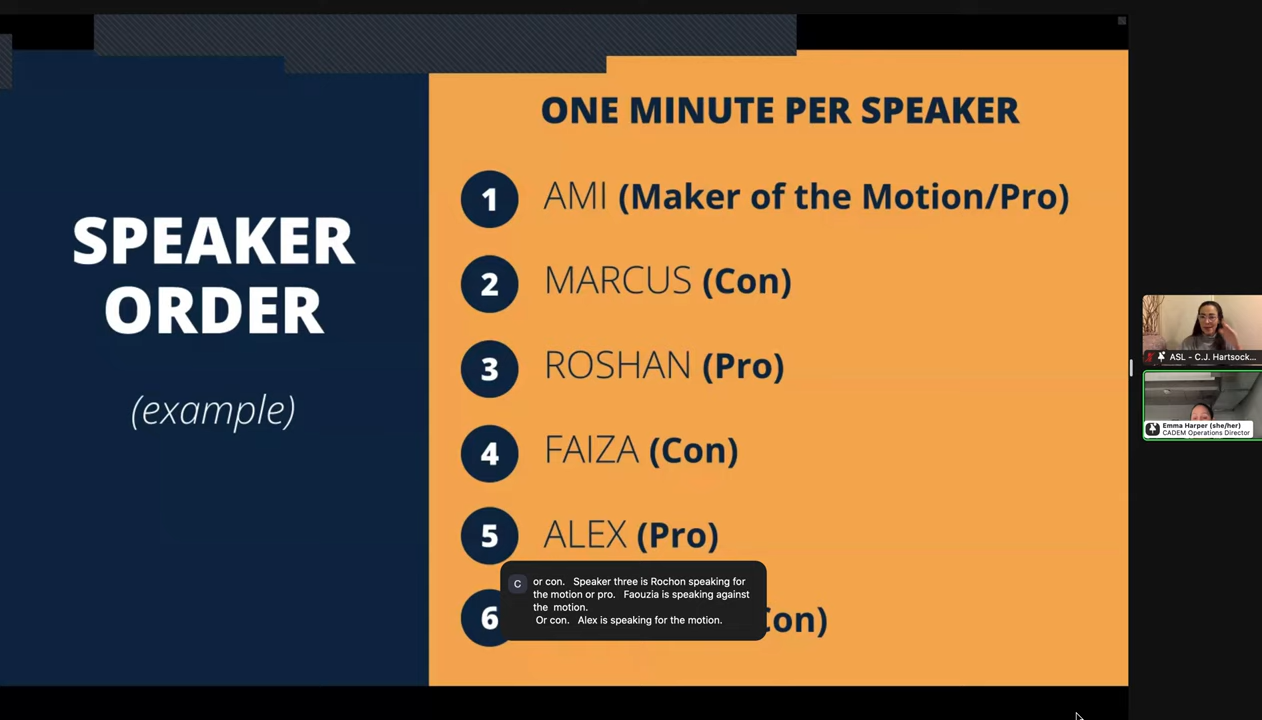 SPEAKER
ORDER
(example)
ONE MINUTE PER SPEAKER
1 AMI (Maker of the Motion/Pro)
2 MARCUS (Con)
3 ROSHAN (Pro)
4 FAIZA (Con)
5 ALEX (Pro)
6 Con)
C
or con. Speaker three is Rochon speaking for
the motion or pro. Faouzia is speaking against
the motion.
Or con. Alex is speaking for the motion.
ASL - C.J. Hartsock...
Emma Harper (she/her)
CADEM Operations Director